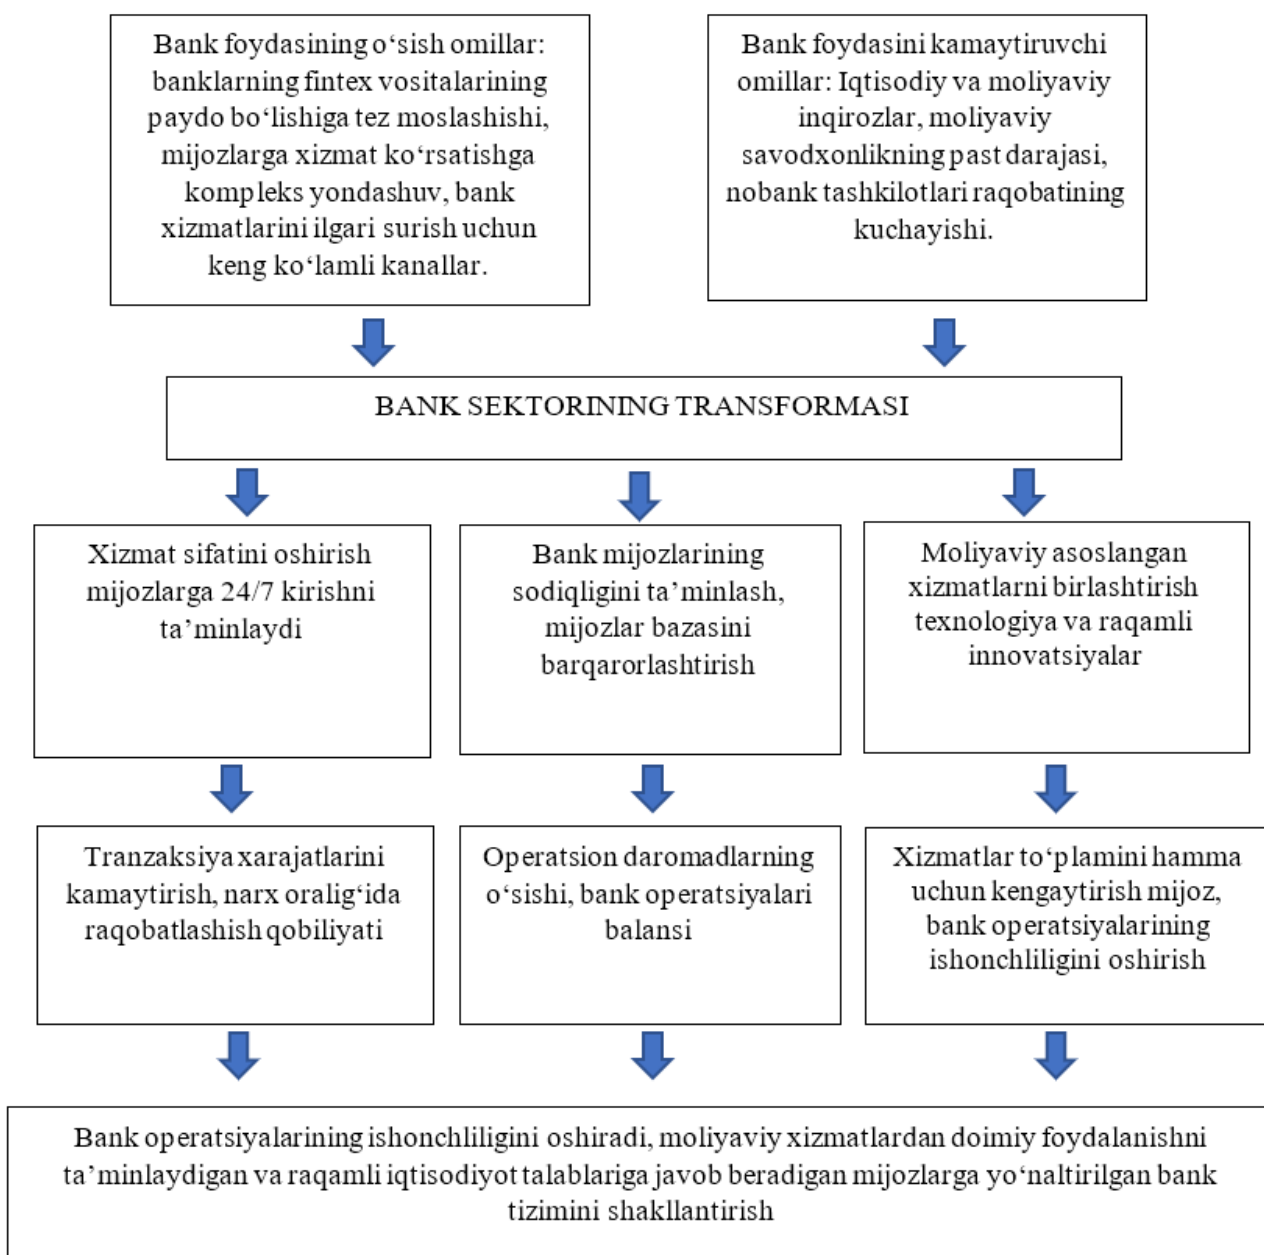 Bank foydasining o‘sish omillar:
banklarning fintex vositalarining
paydo bo‘lishiga tez moslashishi,
mijozlarga xizmat ko‘rsatishga
kompleks yondashuv, bank
xizmatlarini ilgari surish uchun
keng ko‘lamli kanallar.
Bank foydasini kamaytiruvchi
omillar: Iqtisodiy va moliyaviy
inqirozlar, moliyaviy
savodxonlikning past darajasi,
nobank tashkilotlari raqobatining
kuchayishi.
BANK SEKTORINING TRANSFORMASI
Xizmat sifatini oshirish
mijozlarga 24/7 kirishni
ta’minlaydi
Bank mijozlarining
sodiqligini ta’minlash,
mijozlar bazasini
barqarorlashtirish
Moliyaviy asoslangan
xizmatlarni birlashtirish
texnologiya va raqamli
innovatsiyalar
Tranzaksiya xarajatlarini
kamaytirish, narx oralig‘ida
raqobatlashish qobiliyati
Operatsion daromadlarning
o‘sishi, bank operatsiyalari
balansi
Xizmatlar to‘plamini hamma
uchun kengaytirish mijoz,
bank operatsiyalarining
ishonchliligini oshirish
Bank operatsiyalarining ishonchliligini oshiradi, moliyaviy xizmatlardan doimiy foydalanishni
ta’minlaydigan va raqamli iqtisodiyot talablariga javob beradigan mijozlarga yo‘naltirilgan bank
tizimini shakllantirish